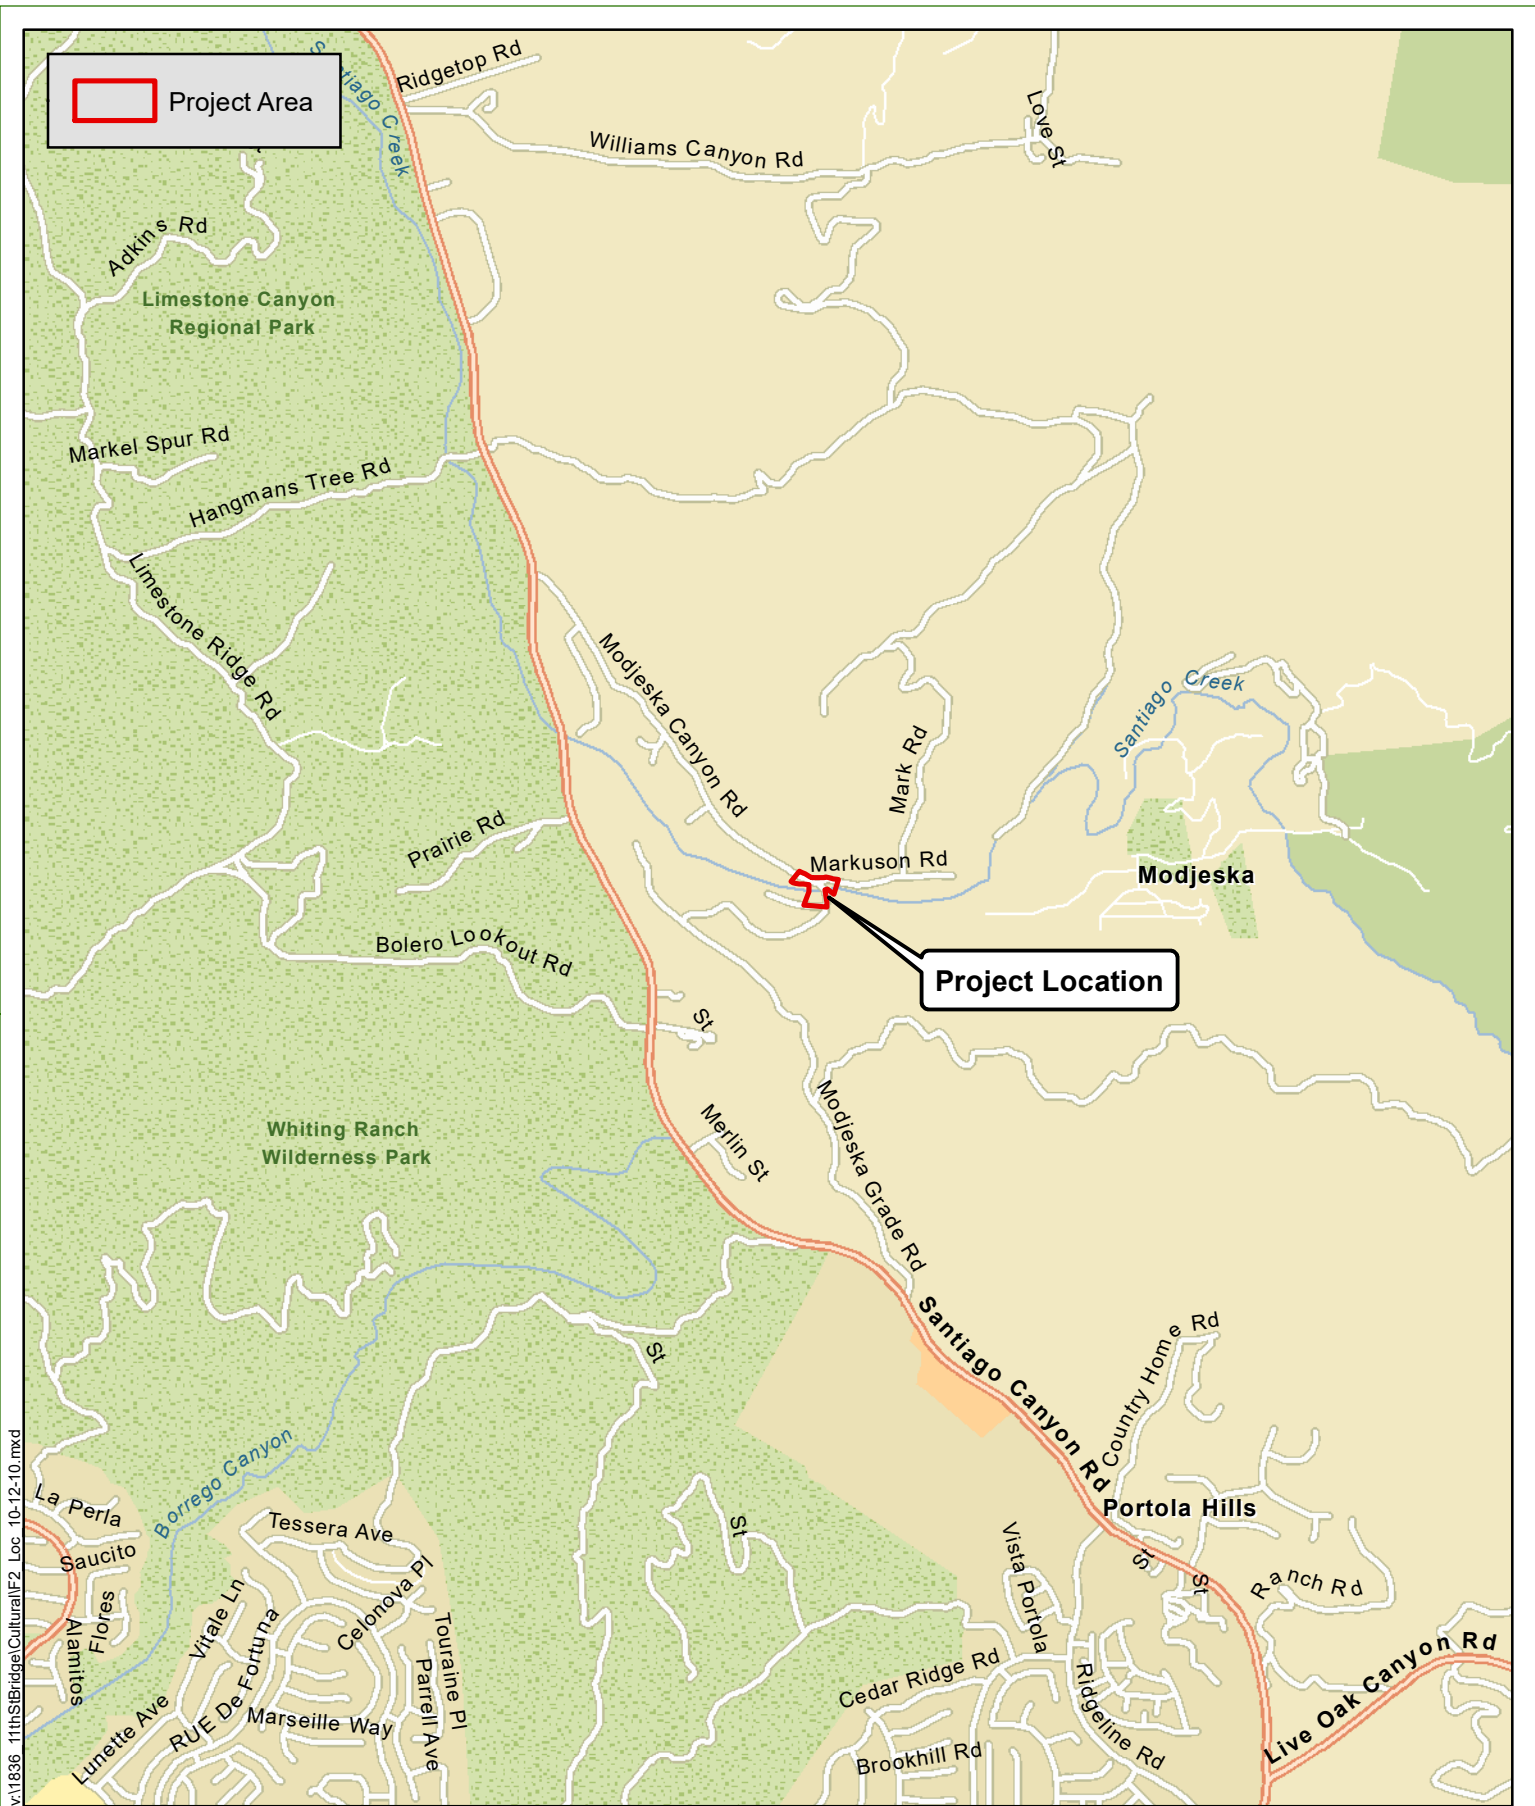 Project Area
Santiago Creek
Ridgetop Rd
Love St
Williams Canyon Rd
Adkins Rd
Limestone Canyon
Regional Park
Markel Spur Rd
Hangmans Tree Rd
Limestone Ridge Rd
Modjeska Canyon Rd
Santiago Creek
Mark Rd
Prairie Rd
Markuson Rd
Modjeska
Bolero Lookout Rd
Project Location
St
Modjeska Grade Rd
Merlin St
Whiting Ranch
Wilderness Park
Santiago Canyon Rd
Country Home Rd
St
Borrego Canyon
La Perla
Portola Hills
Tessera Ave
St
Vista Portola
St
St
Saucito
Celonova Pl
Ranch Rd
Flores
Vitale Ln
Alamitos
RUE De Fortuna
Touraine Pl
Parrell Ave
Cedar Ridge Rd
Ridgeline Rd
Live Oak Canyon Rd
Lunette Ave
Marseille Way
Brookhill Rd
v:\1836_11thStBridge\Cultural\F2_Loc_10-12-10.mxd